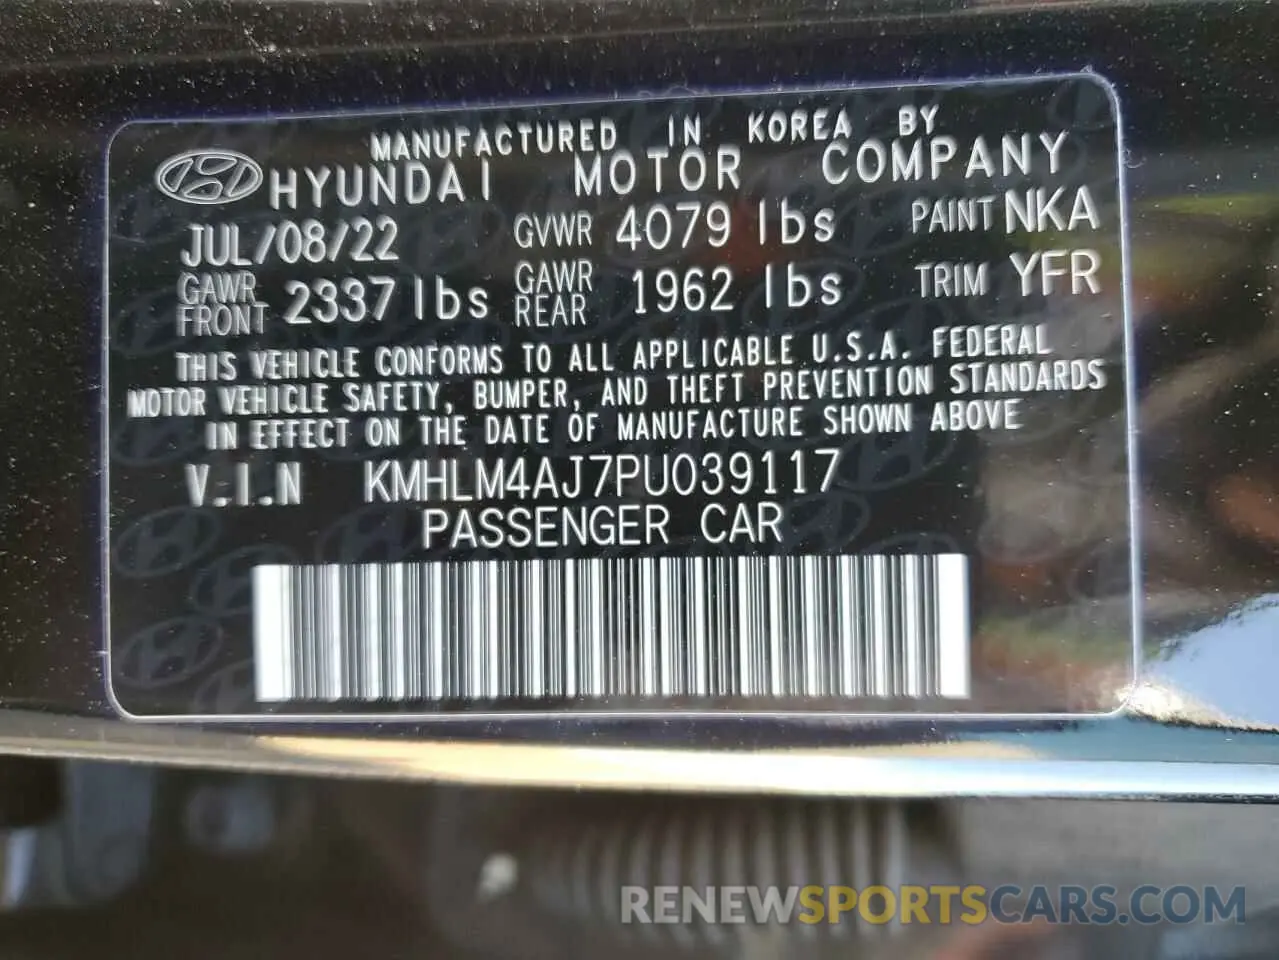 MANUFACTURED IN KOREA BY
HYUNDAI MOTOR COMPANY
JUL/08/22 GVWR 4079 lbs PAINT NKA
GAWR FRONT 2337 lbs GAWR REAR 1962 lbs TRIM YFR
THIS VEHICLE CONFORMS TO ALL APPLICABLE U.S.A. FEDERAL
MOTOR VEHICLE SAFETY, BUMPER, AND THEFT PREVENTION STANDARDS
IN EFFECT ON THE DATE OF MANUFACTURE SHOWN ABOVE
V.I.N KMHLM4AJ7PU039117
PASSENGER CAR
RENEWSPORTSCARS.COM